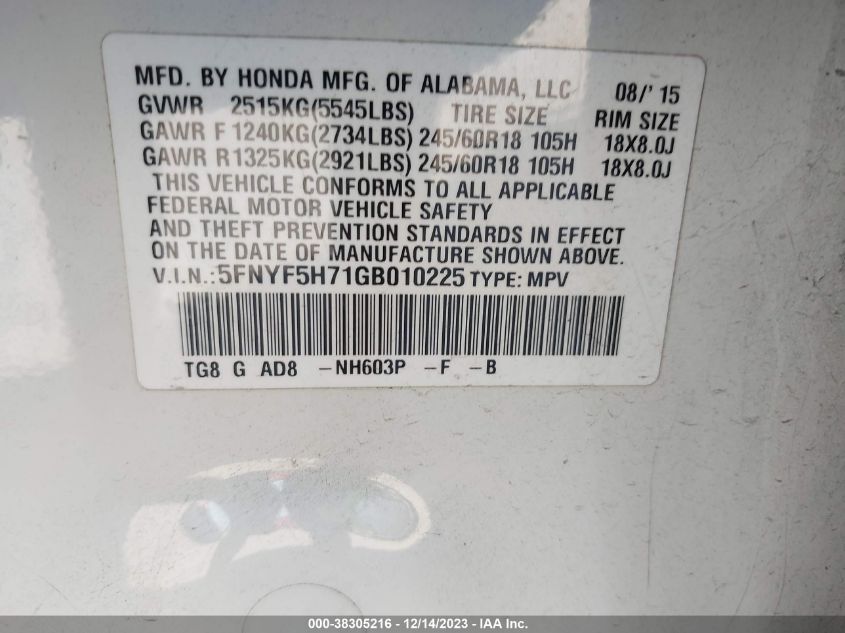 MFD. BY HONDA MFG. OF ALABAMA, LLC 08/' 15
GVWR 2515KG(5545LBS) TIRE SIZE RIM SIZE
GAWR F 1240KG(2734LBS) 245/60R18 105H 18X8.0J
GAWR R1325KG(2921LBS) 245/60R18 105H 18X8.0J
THIS VEHICLE CONFORMS TO ALL APPLICABLE
FEDERAL MOTOR VEHICLE SAFETY
AND THEFT PREVENTION STANDARDS IN EFFECT
ON THE DATE OF MANUFACTURE SHOWN ABOVE.
V.I.N.:5FNYF5H71GB010225 TYPE: MPV
TG8 G AD8 -NH603P -F -B
000-38305216 - 12/14/2023 - IAAI.com.